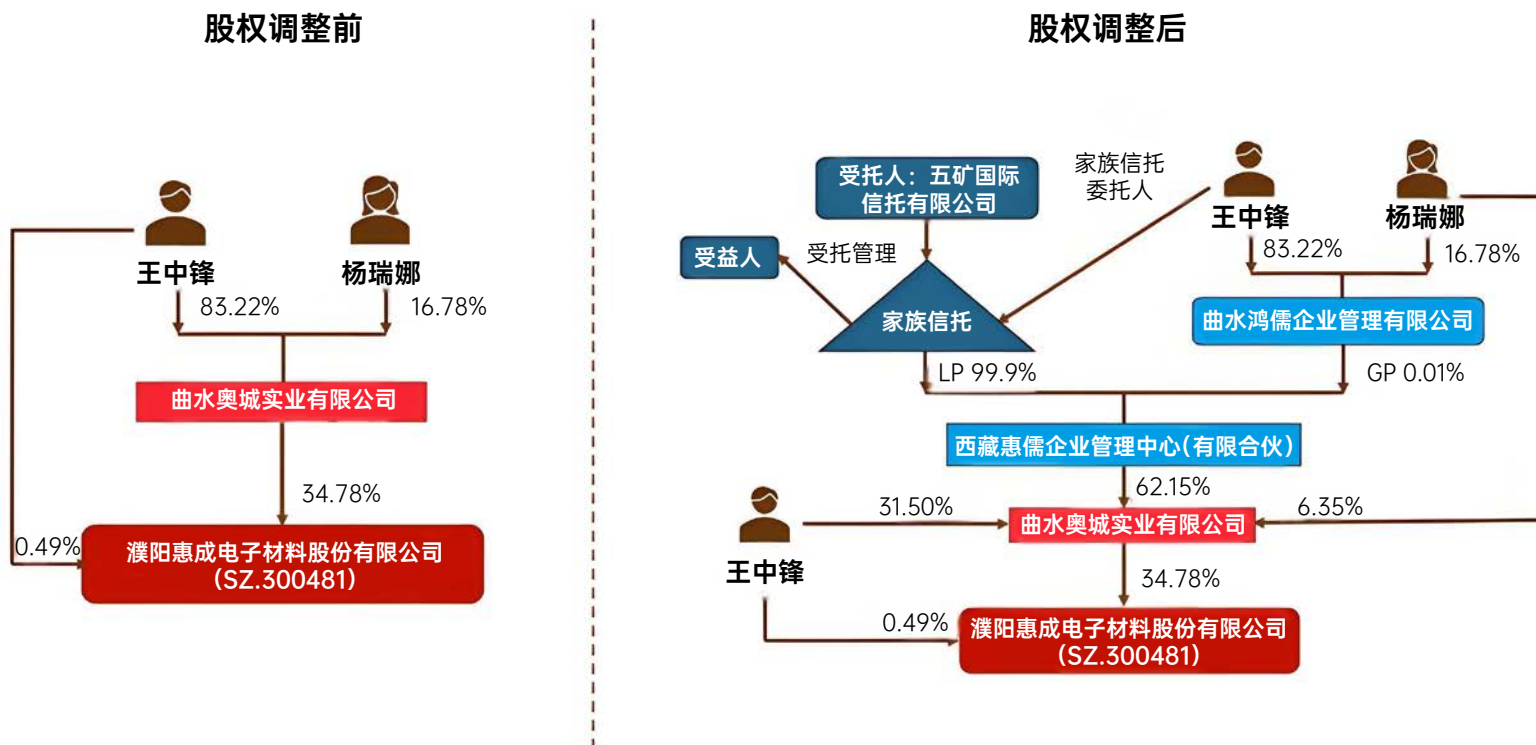 股权调整前
王中锋
杨瑞娜
83.22%
16.78%
曲水奥城实业有限公司
34.78%
0.49%
濮阳惠成电子材料股份有限公司
(SZ.300481)
股权调整后
受托人：五矿国际
信托有限公司
家族信托
委托人
王中锋
杨瑞娜
受益人
受托管理
83.22%
16.78%
家族信托
曲水鸿儒企业管理有限公司
LP 99.9%
GP 0.01%
西藏惠儒企业管理中心(有限合伙)
62.15%
31.50%
6.35%
曲水奥城实业有限公司
王中锋
34.78%
0.49%
濮阳惠成电子材料股份有限公司
(SZ.300481)